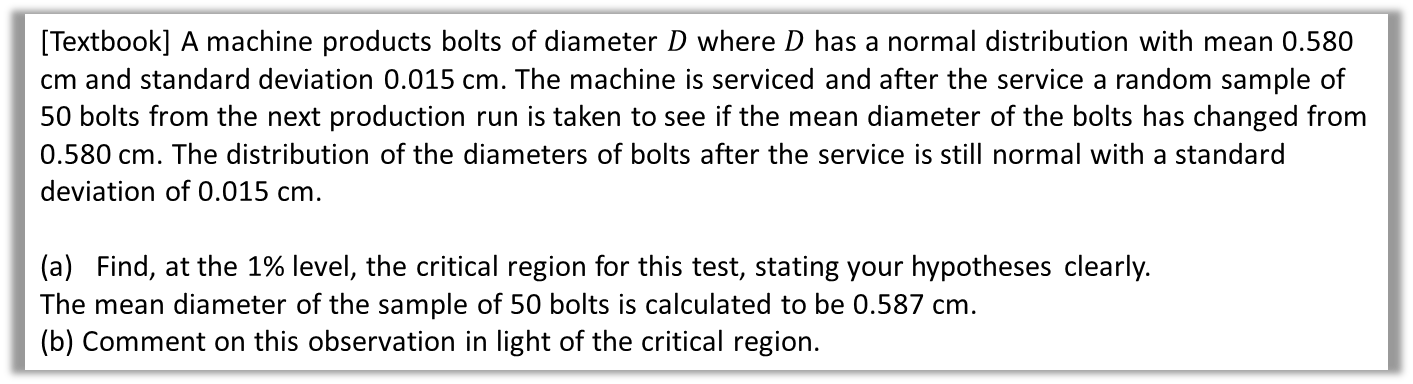 [Textbook] A machine products bolts of diameter D where D has a normal distribution with mean 0.580
cm and standard deviation 0.015 cm. The machine is serviced and after the service a random sample of
50 bolts from the next production run is taken to see if the mean diameter of the bolts has changed from
0.580 cm. The distribution of the diameters of bolts after the service is still normal with a standard
deviation of 0.015 cm.
(a) Find, at the 1% level, the critical region for this test, stating your hypotheses clearly.
The mean diameter of the sample of 50 bolts is calculated to be 0.587 cm.
(b) Comment on this observation in light of the critical region.